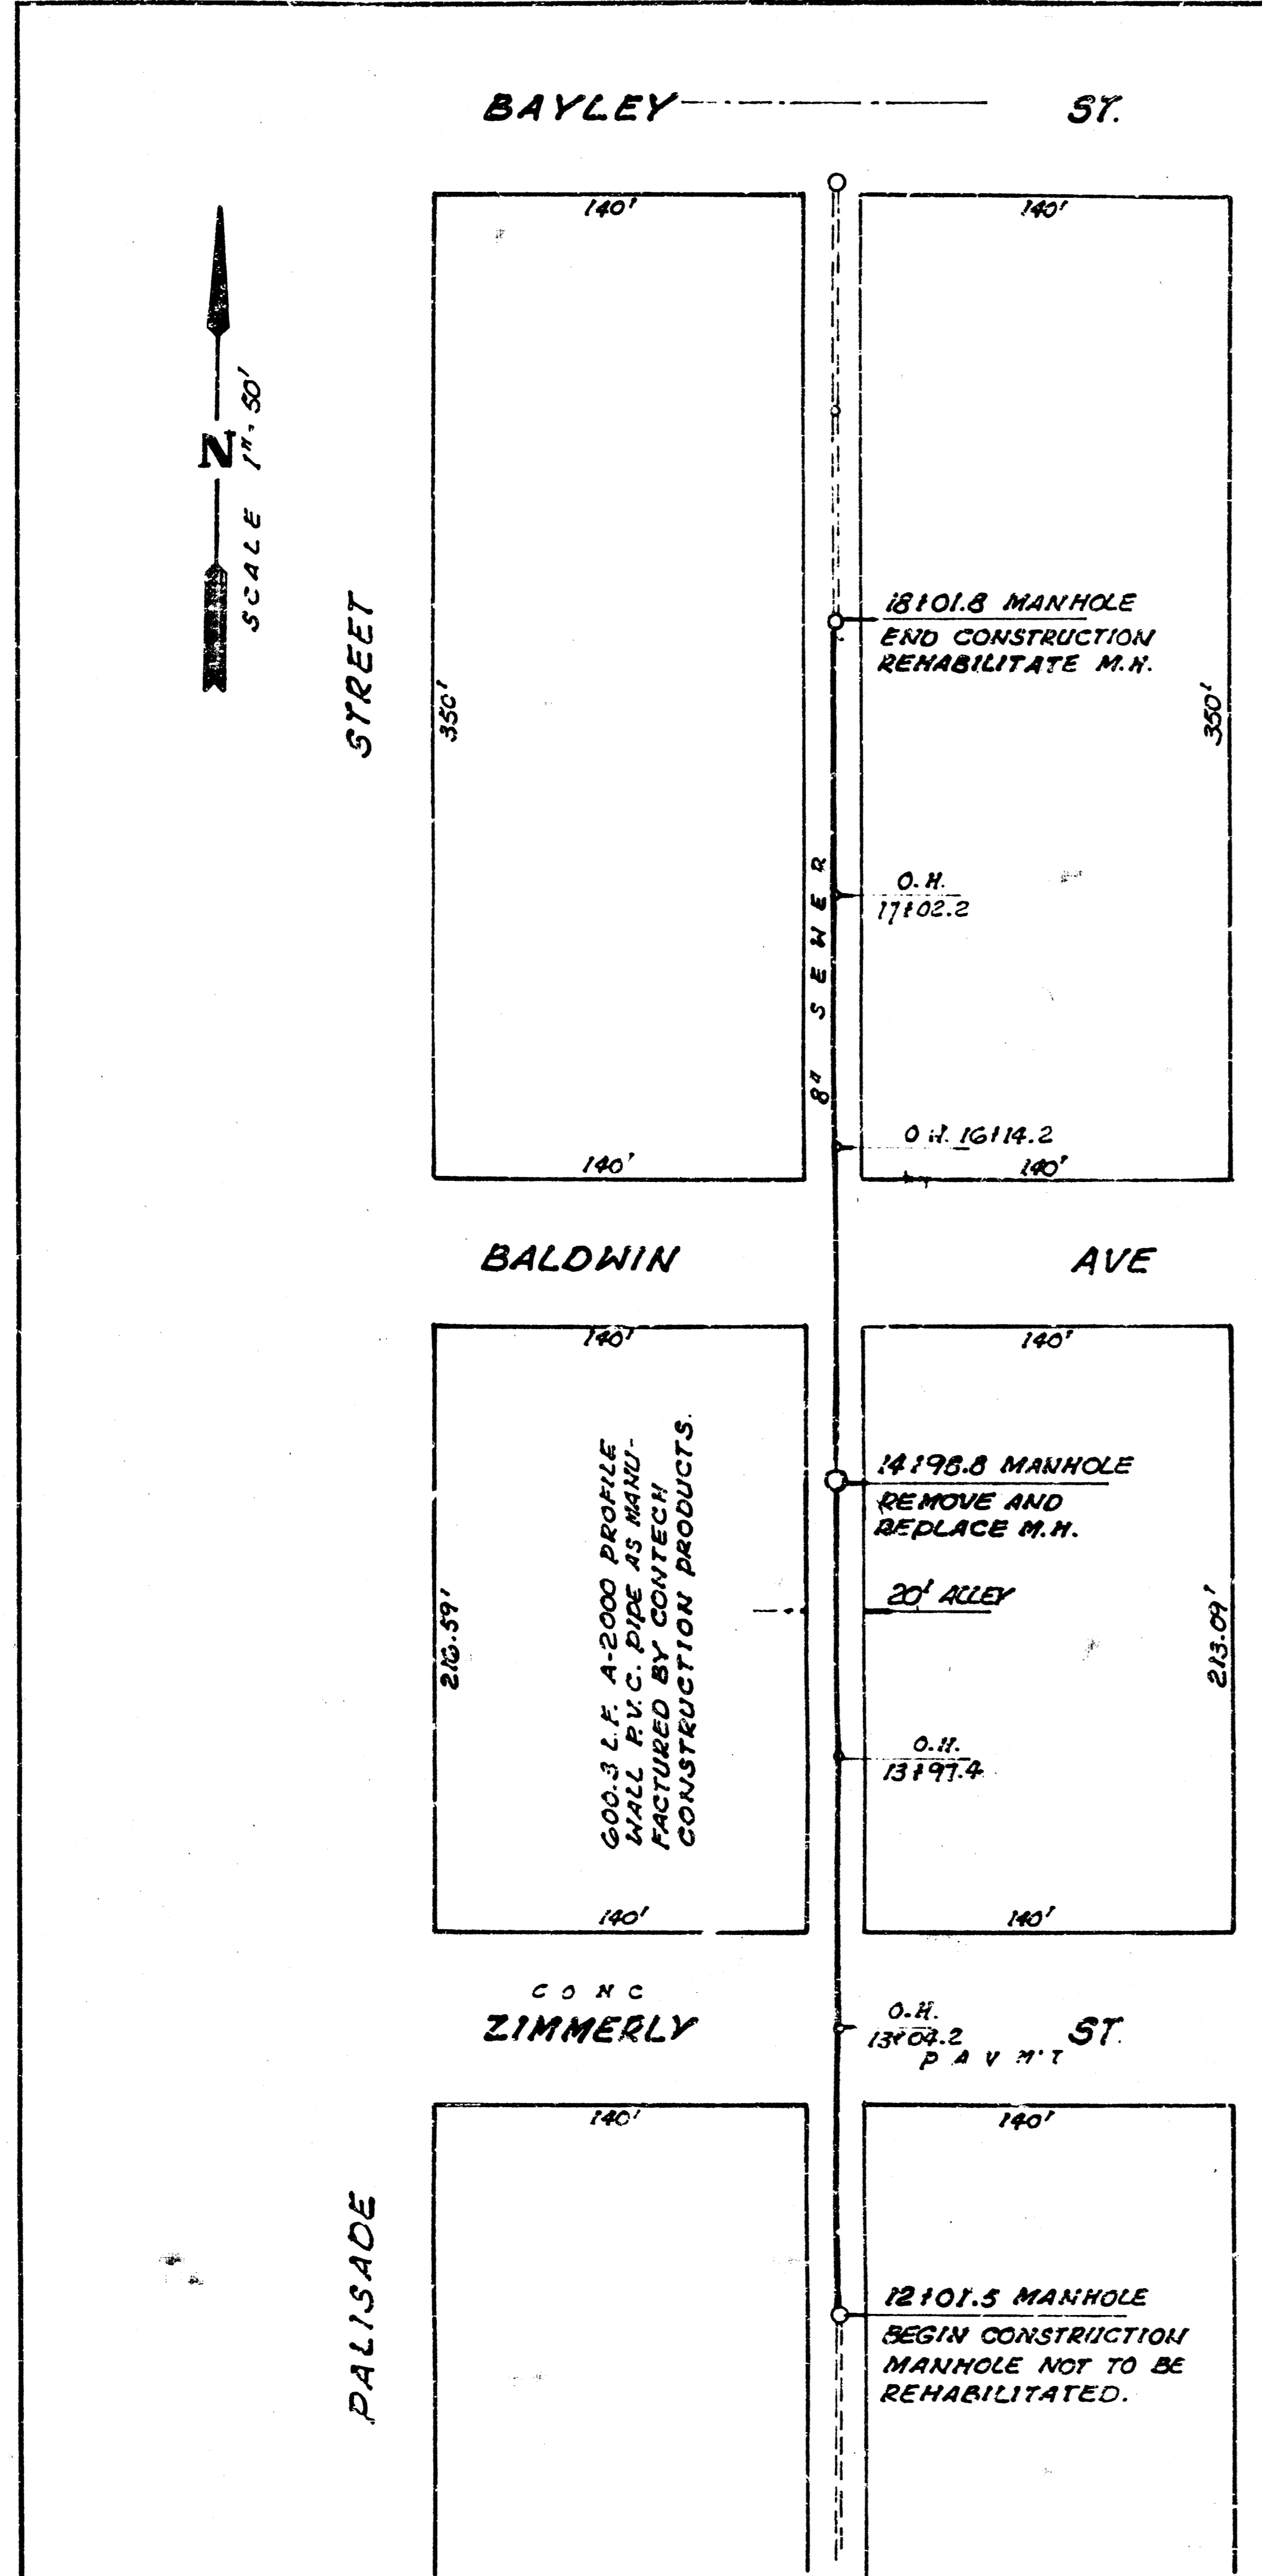 BAYLEY ST.
140'
140'
N
SCALE 1"=50'
STREET
350'
350'
18+01.8 MANHOLE
END CONSTRUCTION
REHABILITATE M.H.
8" SEWER
O.H.
17+02.2
O.H. 16+14.2
140'
140'
BALDWIN AVE
140'
140'
14+98.8 MANHOLE
REMOVE AND
REPLACE M.H.
20' ALLEY
600.3 L.F. A-2000 PROFILE
WALL P.V.C. PIPE AS MANU-
FACTURED BY CONTECH
CONSTRUCTION PRODUCTS.
216.59'
213.09'
O.H.
13+97.4
140'
140'
CONC
ZIMMERLY ST.
O.H.
13+04.2
PAVM'T
140'
140'
PALISADE
12+01.5 MANHOLE
BEGIN CONSTRUCTION
MANHOLE NOT TO BE
REHABILITATED.